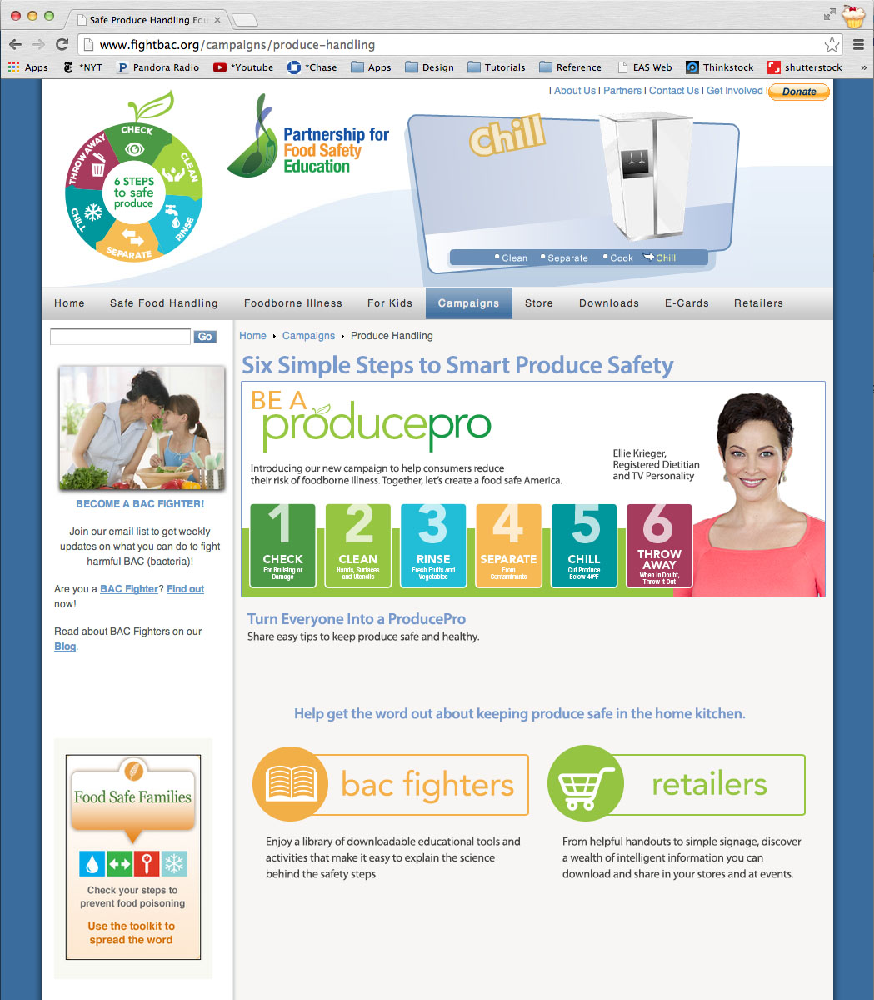 Safe Produce Handling Edu
www.fightbac.org/campaigns/produce-handling
Apps *NYT Pandora Radio *Youtube *Chase Apps Design Tutorials Reference EAS Web Thinkstock shutterstock »
| About Us | Partners | Contact Us | Get Involved | Donate
CHECK
CLEAN
RINSE
SEPARATE
CHILL
THROWAWAY
6 STEPS
to safe
produce
Partnership for
Food Safety
Education
Chill
Clean Separate Cook Chill
Home Safe Food Handling Foodborne Illness For Kids Campaigns Store Downloads E-Cards Retailers
Go
Home Campaigns Produce Handling
Six Simple Steps to Smart Produce Safety
BE A
producepro
Introducing our new campaign to help consumers reduce
their risk of foodborne illness. Together, let's create a food safe America.
Ellie Krieger,
Registered Dietitian
and TV Personality
1
CHECK
For Bruising or
Damage
2
CLEAN
Hands, Surfaces
and Utensils
3
RINSE
Fresh Fruits and
Vegetables
4
SEPARATE
From
Contaminants
5
CHILL
Cut Produce
Below 40°F
6
THROW
AWAY
When In Doubt,
Throw It Out
BECOME A BAC FIGHTER!
Join our email list to get weekly
updates on what you can do to fight
harmful BAC (bacteria)!
Are you a BAC Fighter? Find out
now!
Read about BAC Fighters on our
Blog.
Turn Everyone Into a ProducePro
Share easy tips to keep produce safe and healthy.
Help get the word out about keeping produce safe in the home kitchen.
bac fighters
Enjoy a library of downloadable educational tools and
activities that make it easy to explain the science
behind the safety steps.
retailers
From helpful handouts to simple signage, discover
a wealth of intelligent information you can
download and share in your stores and at events.
Food Safe Families
Check your steps to
prevent food poisoning
Use the toolkit to
spread the word